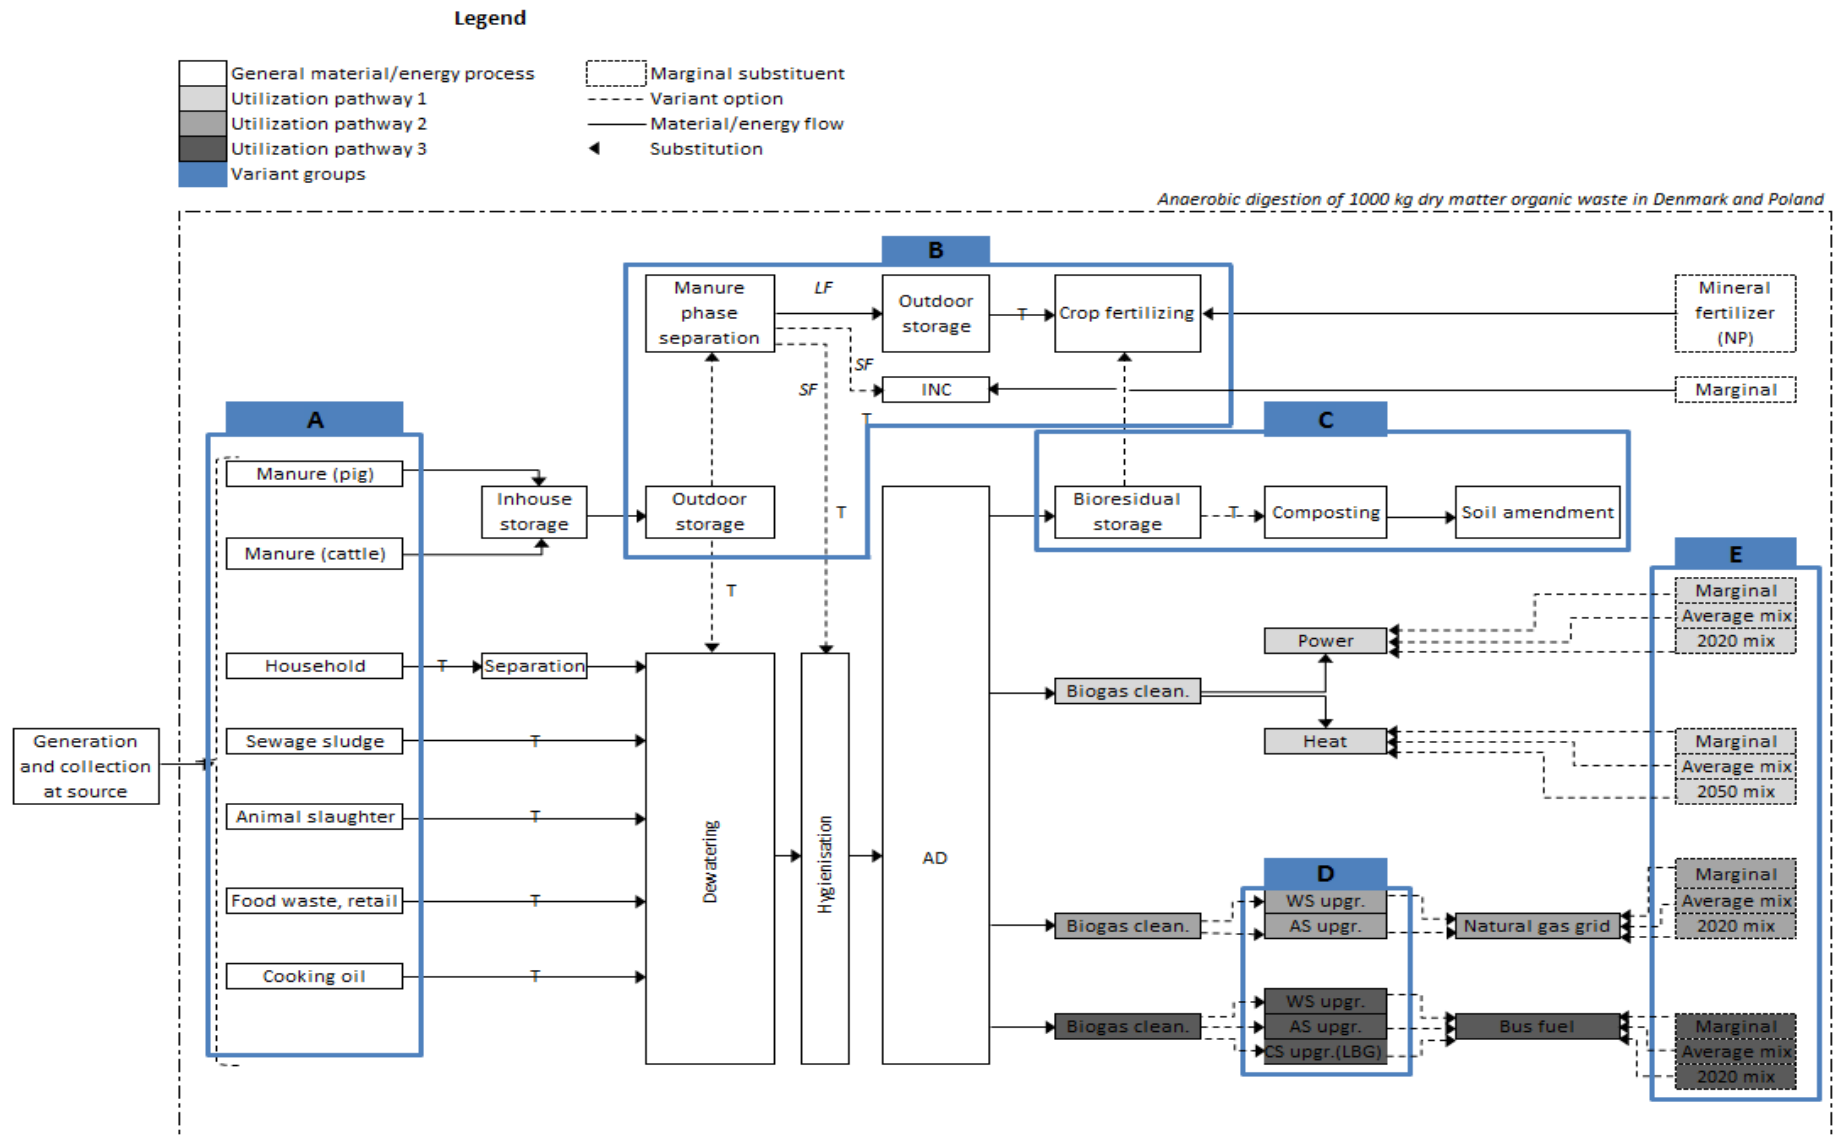 Legend
General material/energy process
Utilization pathway 1
Utilization pathway 2
Utilization pathway 3
Variant groups
Marginal substituent
Variant option
Material/energy flow
Substitution
Anaerobic digestion of 1000 kg dry matter organic waste in Denmark and Poland
B
Manure
phase
separation
LF
Outdoor
storage
T
Crop fertilizing
Mineral
fertilizer
(NP)
SF
SF
INC
Marginal
T
A
C
Manure (pig)
Manure (cattle)
Inhouse
storage
Outdoor
storage
T
T
Bioresidual
storage
T
Composting
Soil amendment
E
Marginal
Average mix
2020 mix
Power
Household
T
Separation
Biogas clean.
Generation
and collection
at source
T
Sewage sludge
T
Heat
Marginal
Average mix
2050 mix
Animal slaughter
T
Dewatering
Hygienisation
AD
Food waste, retail
T
Cooking oil
T
D
Biogas clean.
WS upgr.
AS upgr.
Natural gas grid
Marginal
Average mix
2020 mix
Biogas clean.
WS upgr.
AS upgr.
CS upgr.(LBG)
Bus fuel
Marginal
Average mix
2020 mix